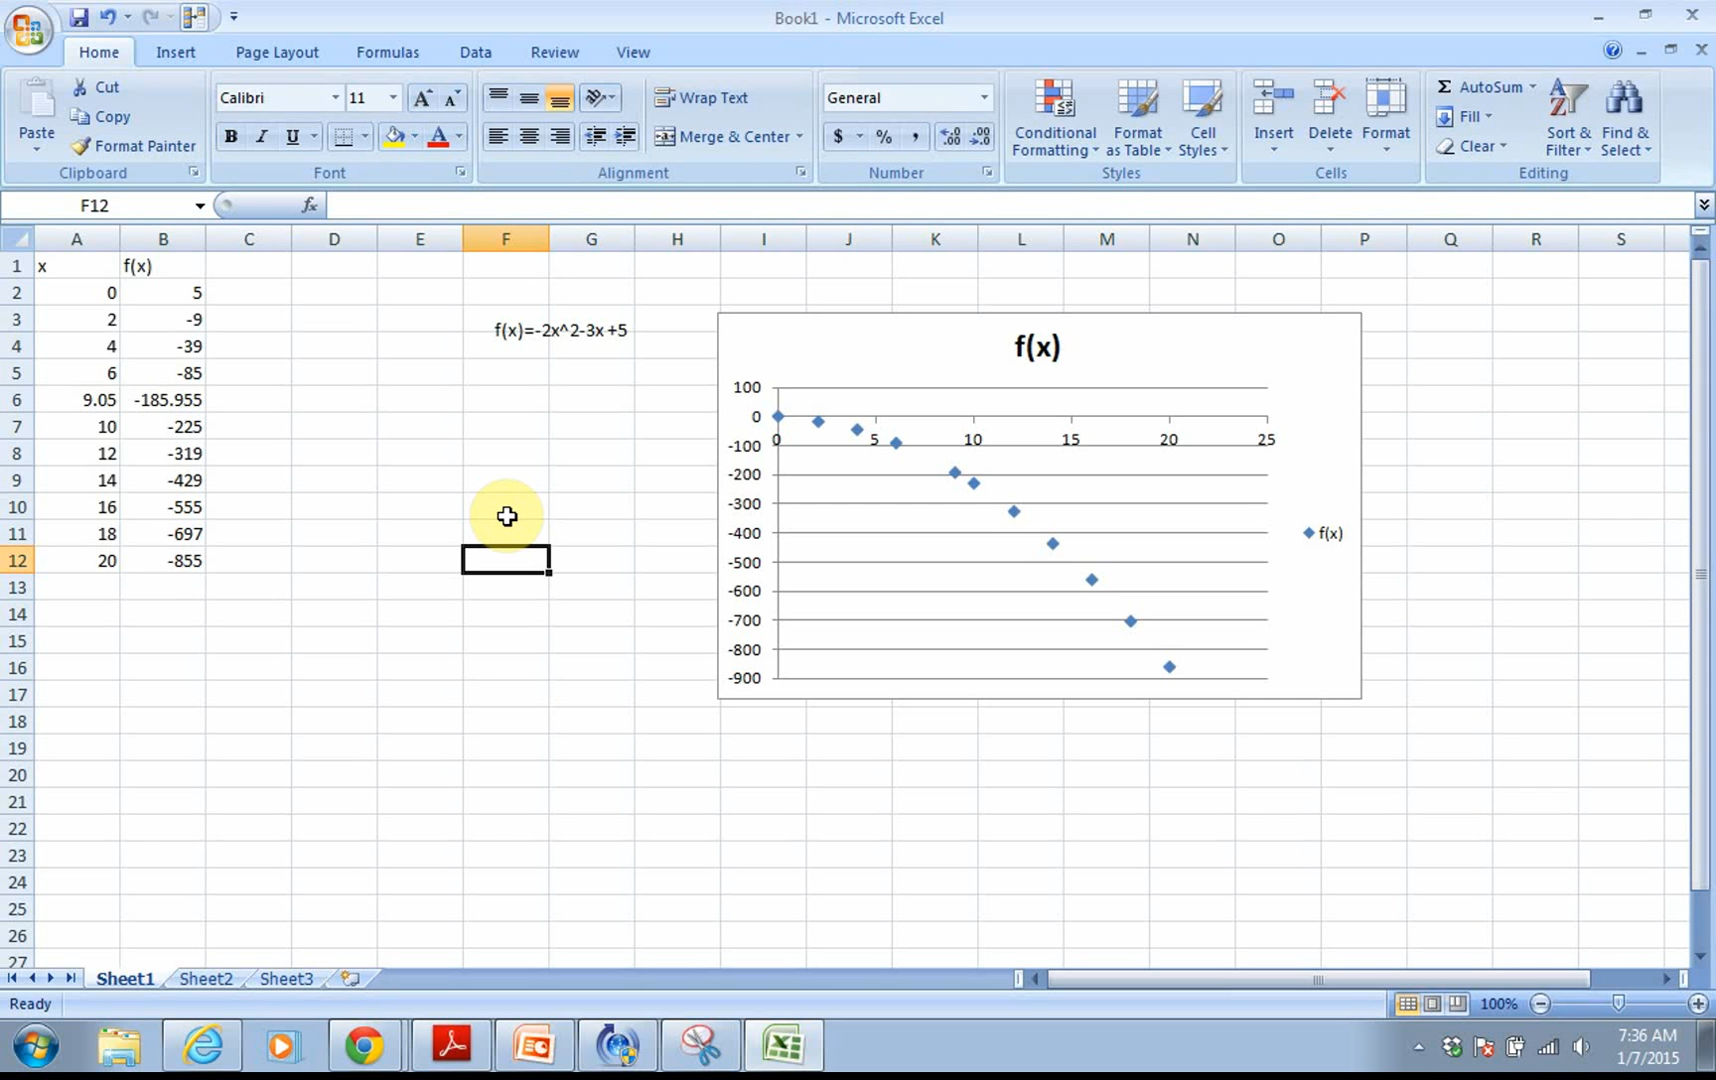 Book1 - Microsoft Excel
Home Insert Page Layout Formulas Data Review View
Paste
Cut
Copy
Format Painter
Clipboard
Calibri 11
B I U A
Font
Wrap Text
Merge & Center
Alignment
General
$ % ,
Number
Conditional Formatting
Format as Table
Cell Styles
Styles
Insert Delete Format
Cells
Σ AutoSum
Fill
Clear
Sort & Filter
Find & Select
Editing
F12 fx
A B C D E F G H I J K L M N O P Q R S
1 x f(x)
2 0 5
3 2 -9
4 4 -39
5 6 -85
6 9.05 -185.955
7 10 -225
8 12 -319
9 14 -429
10 16 -555
11 18 -697
12 20 -855
13
14
15
16
17
18
19
20
21
22
23
24
25
26
27
f(x)=-2x^2-3x+5
f(x)
100
0
-100
-200
-300
-400
-500
-600
-700
-800
-900
0 5 10 15 20 25
f(x)
Sheet1 Sheet2 Sheet3
Ready
100%
7:36 AM
1/7/2015